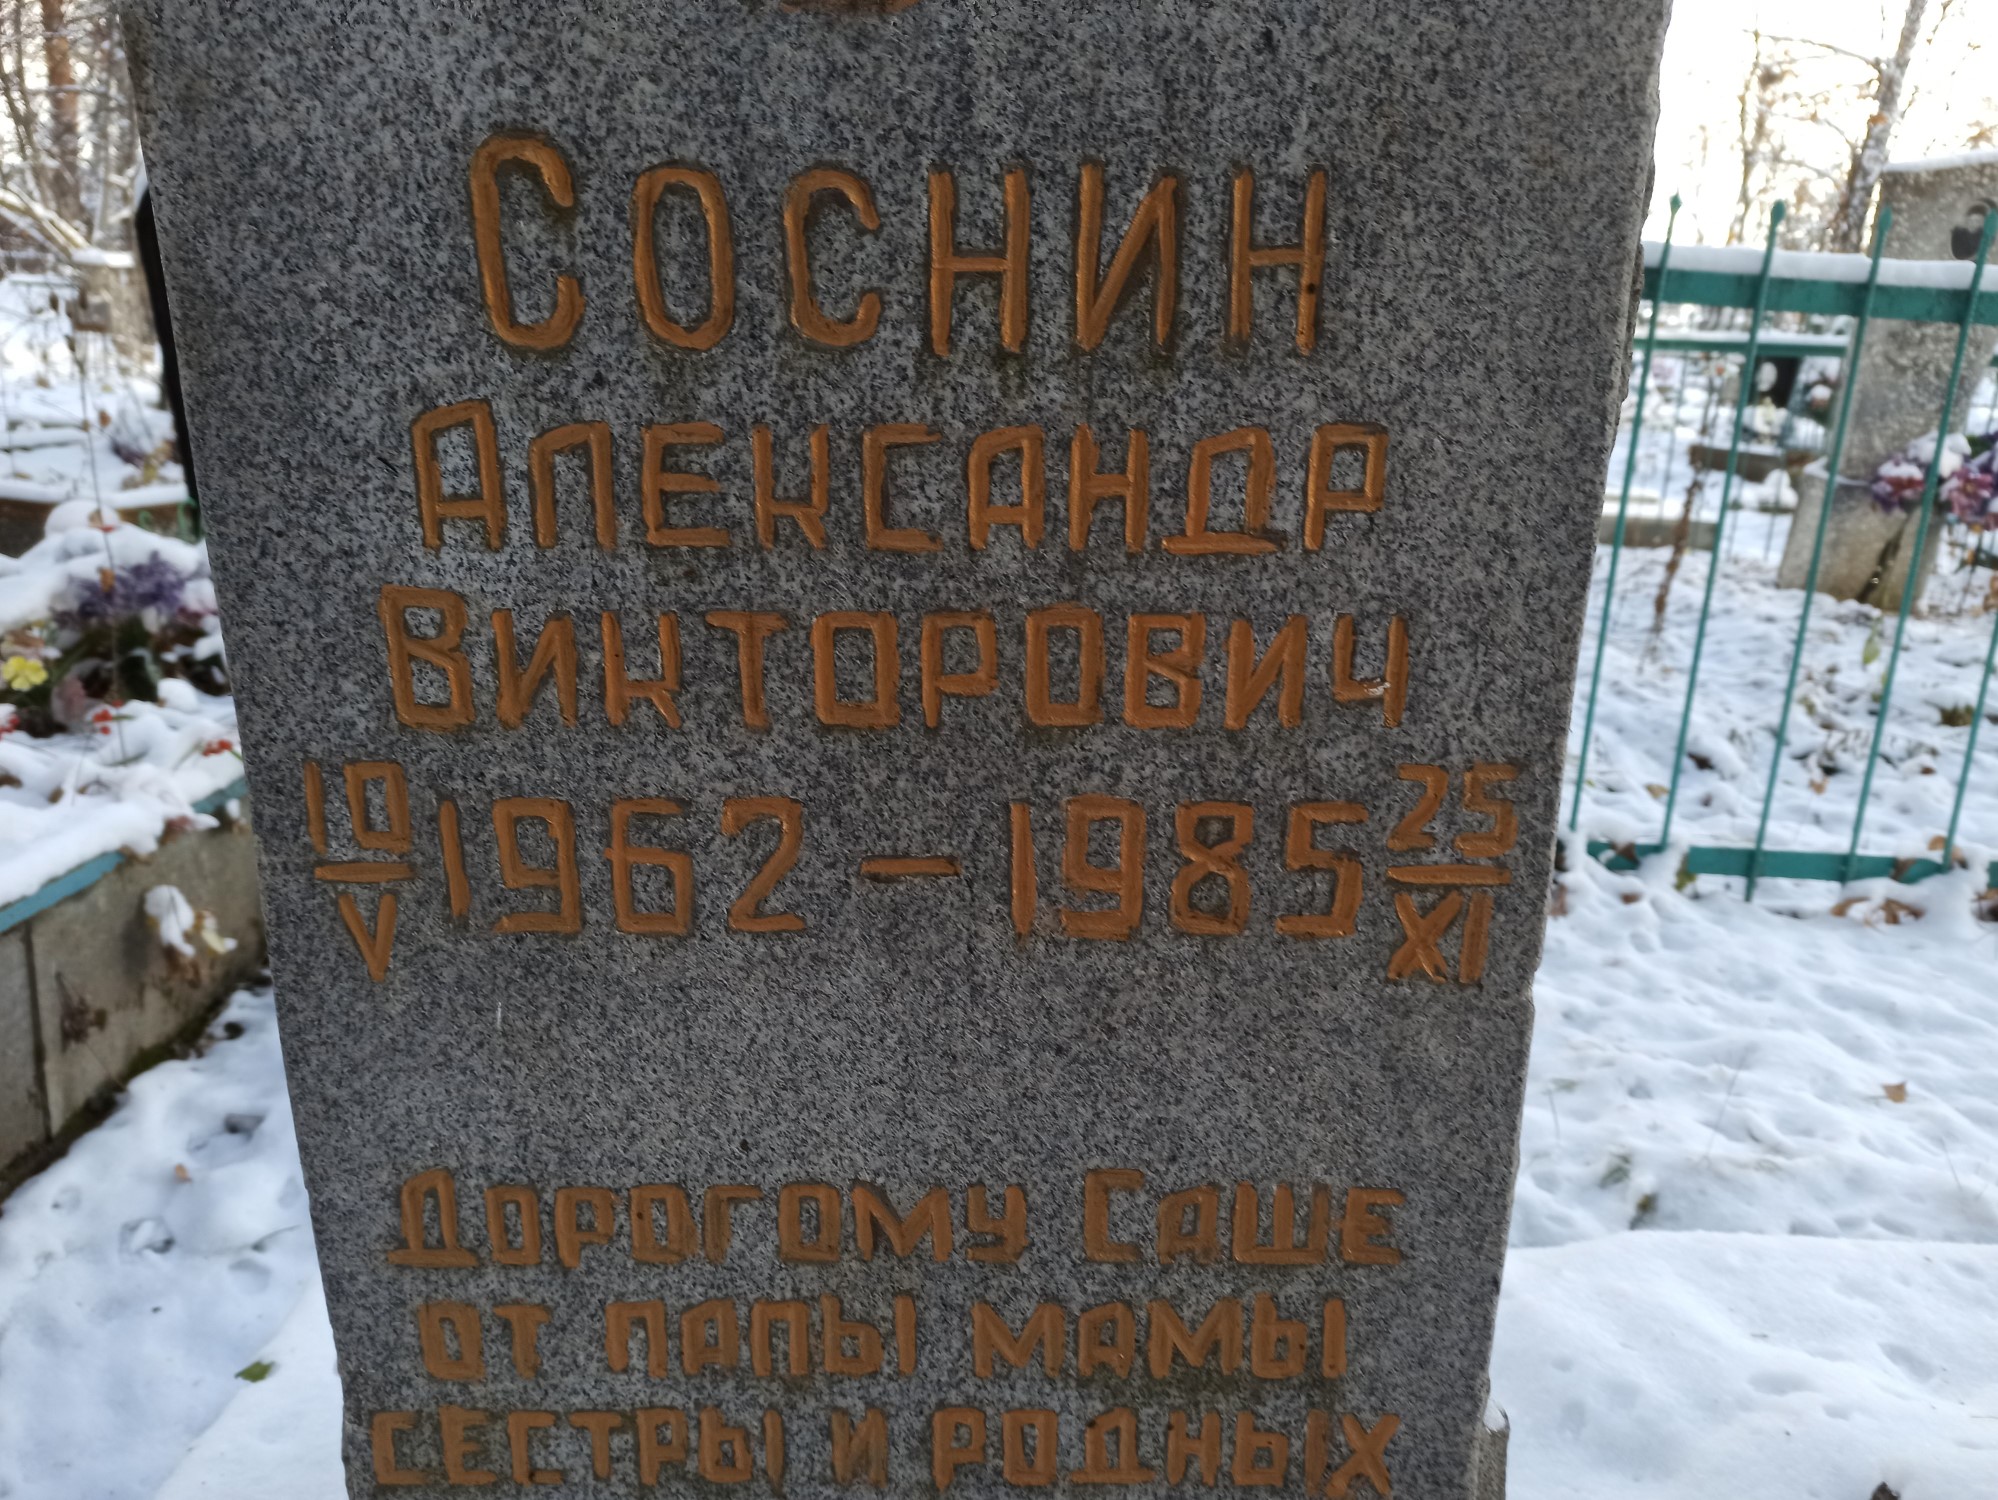 Соснин
Александр
Викторович
10/V 1962 – 1985 25/XI
Дорогому Саше
от папы мамы
сестры и родных